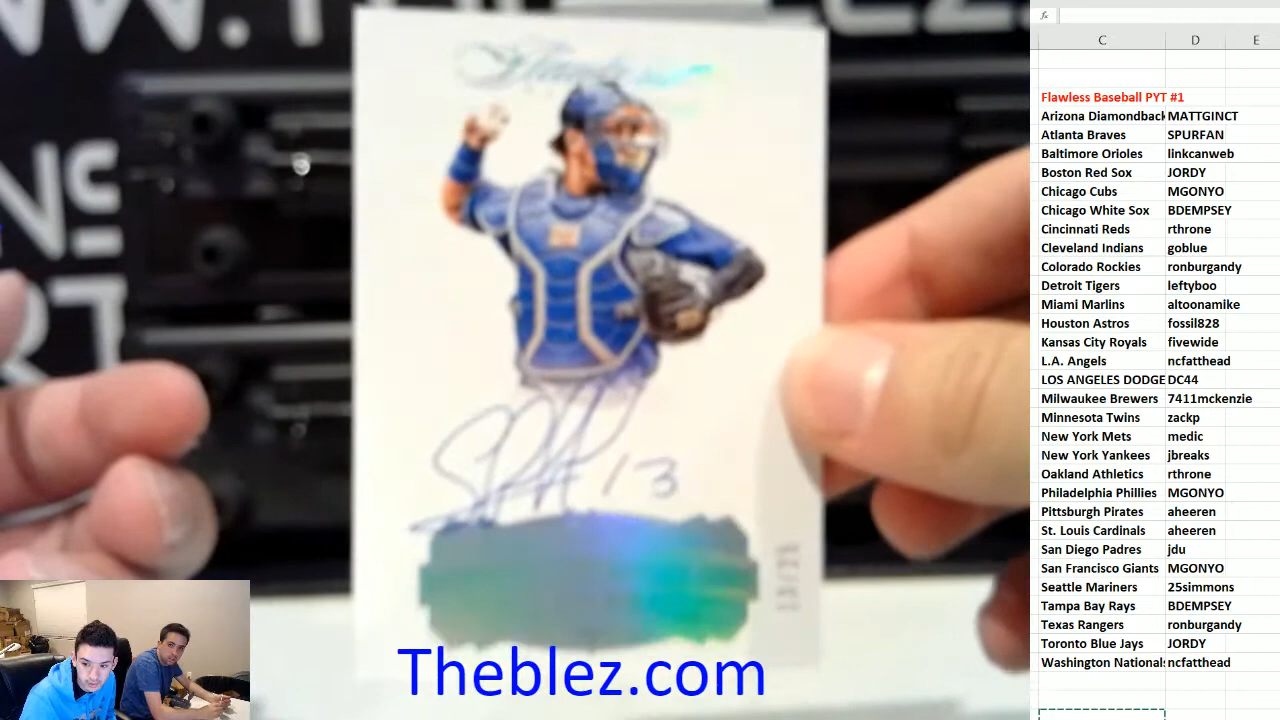 fx
C D E
Flawless Baseball PYT #1
Arizona Diamondback MATTGINCT
Atlanta Braves SPURFAN
Baltimore Orioles linkcanweb
Boston Red Sox JORDY
Chicago Cubs MGONYO
Chicago White Sox BDEMPSEY
Cincinnati Reds rthrone
Cleveland Indians goblue
Colorado Rockies ronburgandy
Detroit Tigers leftyboo
Miami Marlins altoonamike
Houston Astros fossil828
Kansas City Royals fivewide
L.A. Angels ncfatthead
LOS ANGELES DODGE DC44
Milwaukee Brewers 7411mckenzie
Minnesota Twins zackp
New York Mets medic
New York Yankees jbreaks
Oakland Athletics rthrone
Philadelphia Phillies MGONYO
Pittsburgh Pirates aheeren
St. Louis Cardinals aheeren
San Diego Padres jdu
San Francisco Giants MGONYO
Seattle Mariners 25simmons
Tampa Bay Rays BDEMPSEY
Texas Rangers ronburgandy
Toronto Blue Jays JORDY
Washington Nationals ncfatthead
Flawless
13
Theblez.com